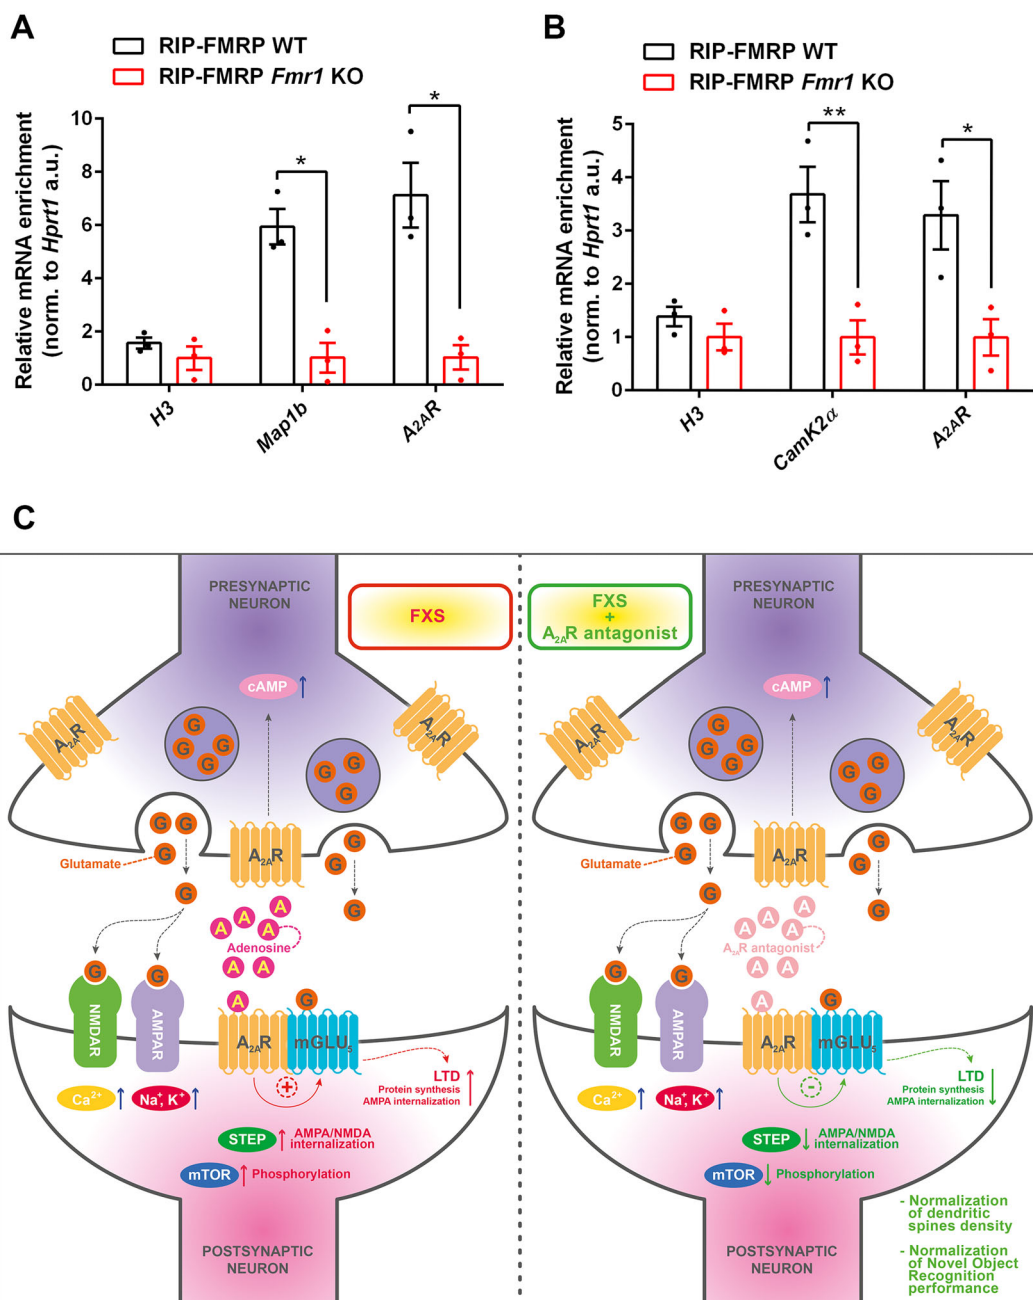 A
RIP-FMRP WT
RIP-FMRP Fmr1 KO
Relative mRNA enrichment
(norm. to Hprt1 a.u.)
10
8
6
4
2
0
*
*
H3
Map1b
A2AR
B
RIP-FMRP WT
RIP-FMRP Fmr1 KO
Relative mRNA enrichment
(norm. to Hprt1 a.u.)
5
4
3
2
1
0
**
*
H3
CamK2α
A2AR
C
PRESYNAPTIC
NEURON
FXS
cAMP ↑
A2AR
A2AR
G
G
G
G
G
G
G
G
G
G
G
Glutamate
A2AR
G
G
G
G
A
A
A
A
Adenosine
A
A
A
G
G
G
NMDAR
AMPAR
A2AR
mGLU5
+
Ca2+ ↑
Na+, K+ ↑
LTD ↑
Protein synthesis
AMPA internalization
STEP ↑ AMPA/NMDA
internalization
mTOR ↑ Phosphorylation
POSTSYNAPTIC
NEURON
FXS
+
A2AR antagonist
PRESYNAPTIC
NEURON
cAMP ↑
A2AR
A2AR
G
G
G
G
G
G
G
G
G
G
G
Glutamate
A2AR
G
G
G
G
A
A
A
A
A2AR antagonist
A
A
A
G
G
G
NMDAR
AMPAR
A2AR
mGLU5
-
Ca2+ ↑
Na+, K+ ↑
LTD ↓
Protein synthesis
AMPA internalization
STEP ↓ AMPA/NMDA
internalization
mTOR ↓ Phosphorylation
- Normalization
of dendritic
spines density
- Normalization
of Novel Object
Recognition
performance
POSTSYNAPTIC
NEURON